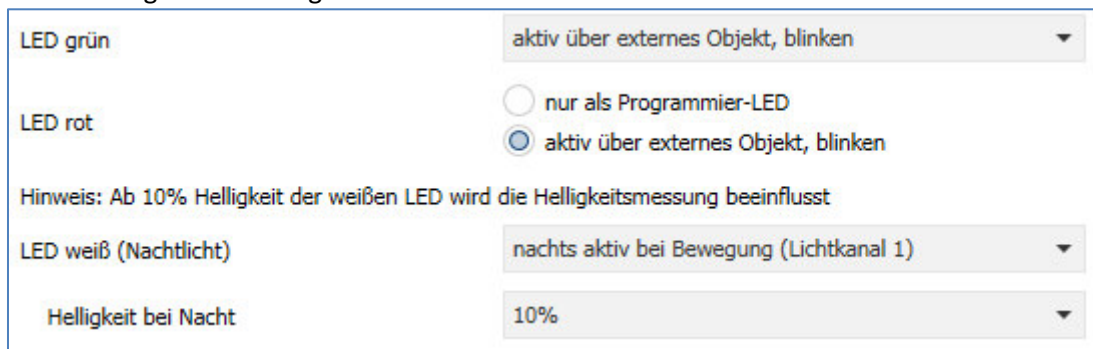 LED grün aktiv über externes Objekt, blinken
LED rot
nur als Programmier-LED
aktiv über externes Objekt, blinken
Hinweis: Ab 10% Helligkeit der weißen LED wird die Helligkeitsmessung beeinflusst
LED weiß (Nachtlicht) nachts aktiv bei Bewegung (Lichtkanal 1)
Helligkeit bei Nacht 10%